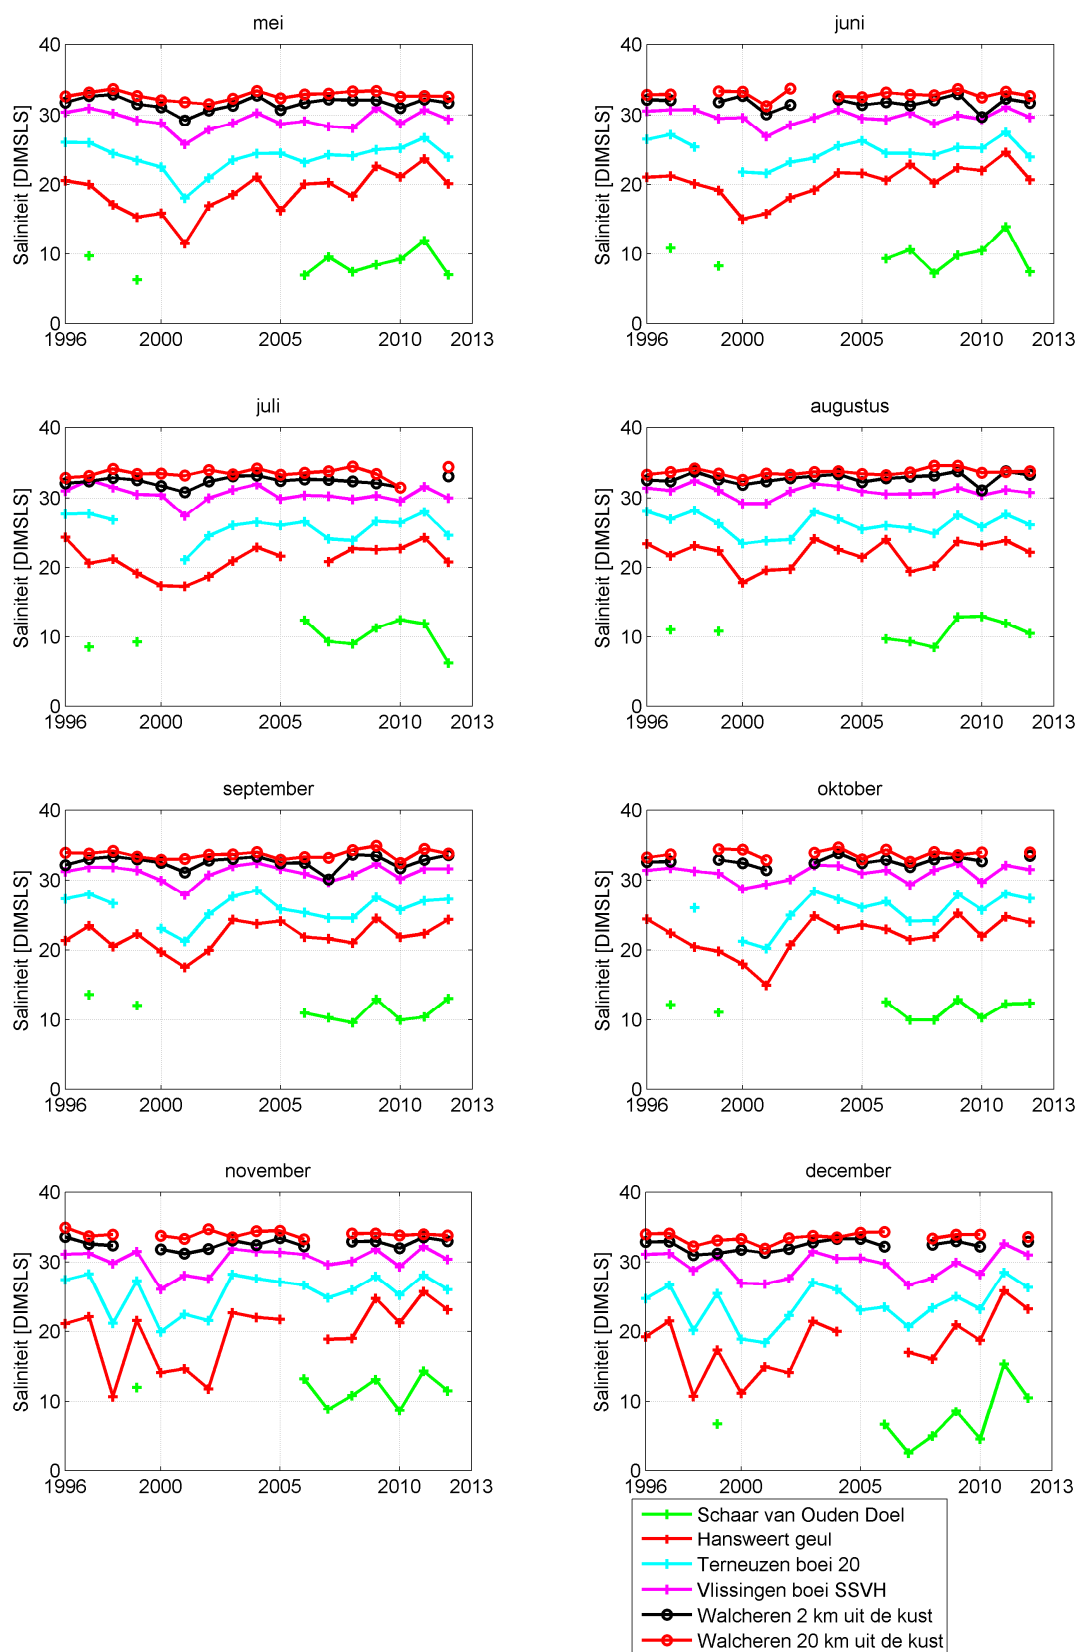 mei
juni
Saliniteit [DIMSLS]
40
30
20
10
0
1996 2000 2005 2010 2013
Saliniteit [DIMSLS]
40
30
20
10
0
1996 2000 2005 2010 2013
juli
augustus
Saliniteit [DIMSLS]
40
30
20
10
0
1996 2000 2005 2010 2013
Saliniteit [DIMSLS]
40
30
20
10
0
1996 2000 2005 2010 2013
september
oktober
Saliniteit [DIMSLS]
40
30
20
10
0
1996 2000 2005 2010 2013
Saliniteit [DIMSLS]
40
30
20
10
0
1996 2000 2005 2010 2013
november
december
Saliniteit [DIMSLS]
40
30
20
10
0
1996 2000 2005 2010 2013
Saliniteit [DIMSLS]
40
30
20
10
0
1996 2000 2005 2010 2013
Schaar van Ouden Doel
Hansweert geul
Terneuzen boei 20
Vlissingen boei SSVH
Walcheren 2 km uit de kust
Walcheren 20 km uit de kust